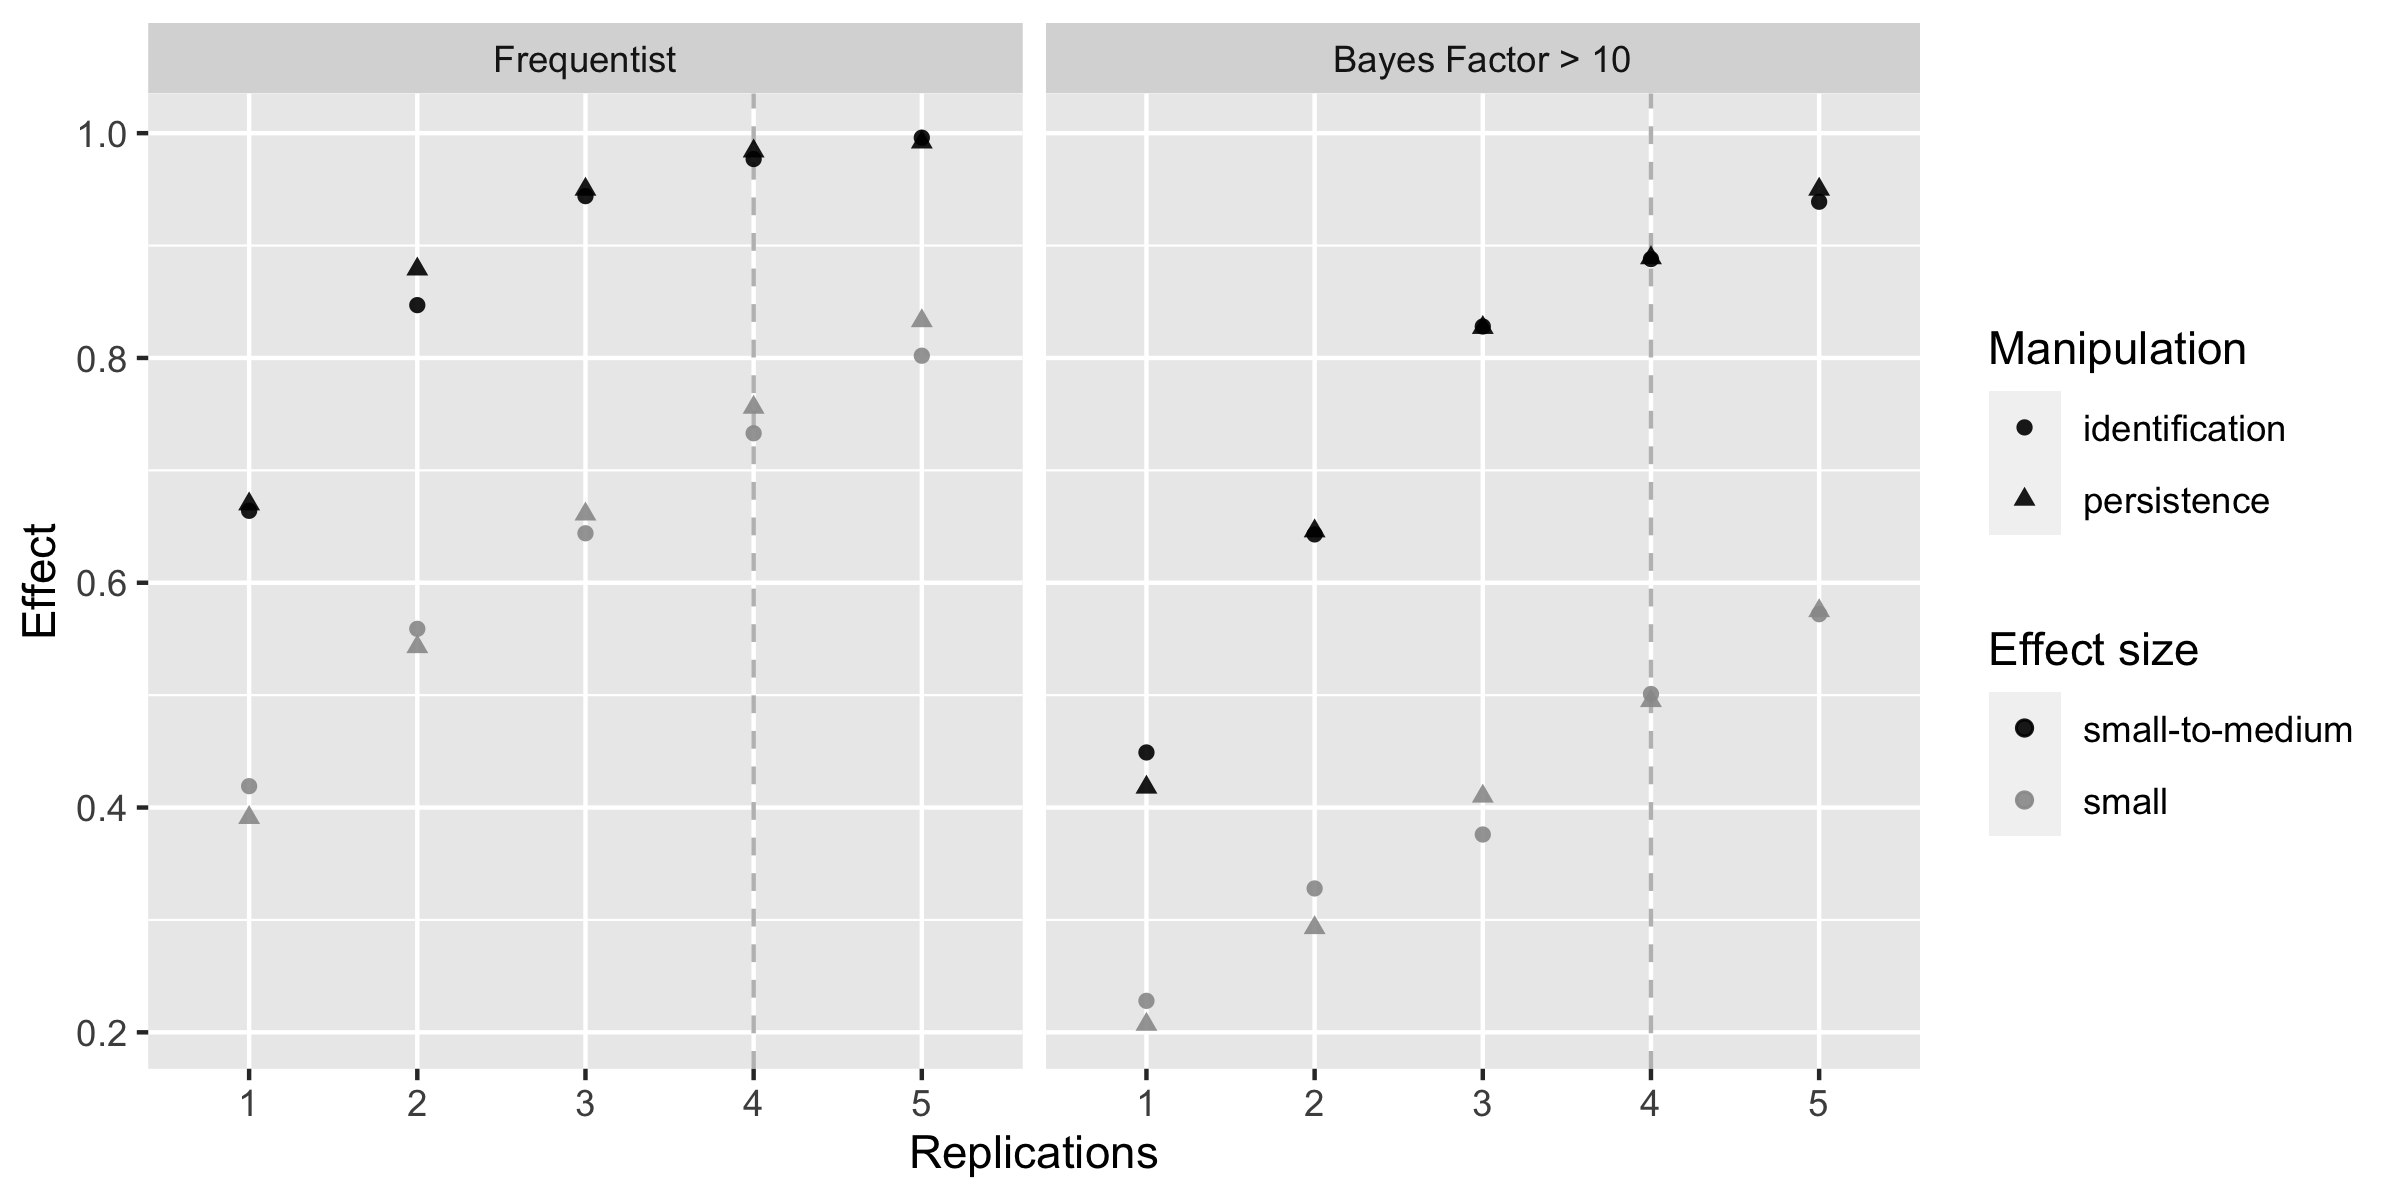 Frequentist
Bayes Factor > 10
Effect
1.0
0.8
0.6
0.4
0.2
1 2 3 4 5
1 2 3 4 5
Replications
Manipulation
identification
persistence
Effect size
small-to-medium
small